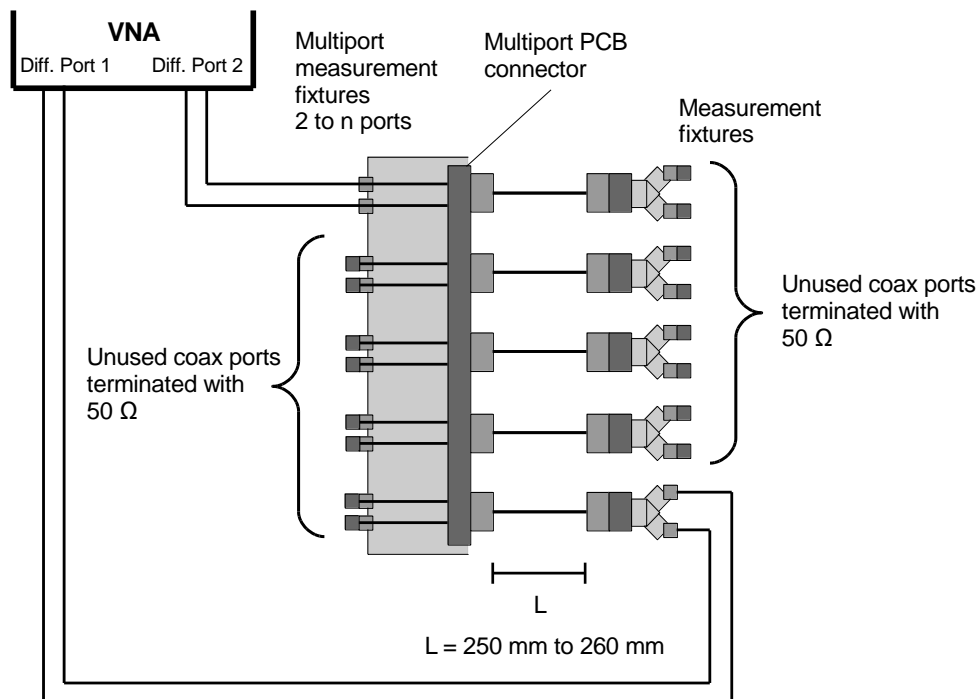 VNA
Diff. Port 1
Diff. Port 2
Multiport
measurement
fixtures
2 to n ports
Multiport PCB
connector
Measurement
fixtures
Unused coax ports
terminated with
50 Ω
Unused coax ports
terminated with
50 Ω
L
L = 250 mm to 260 mm